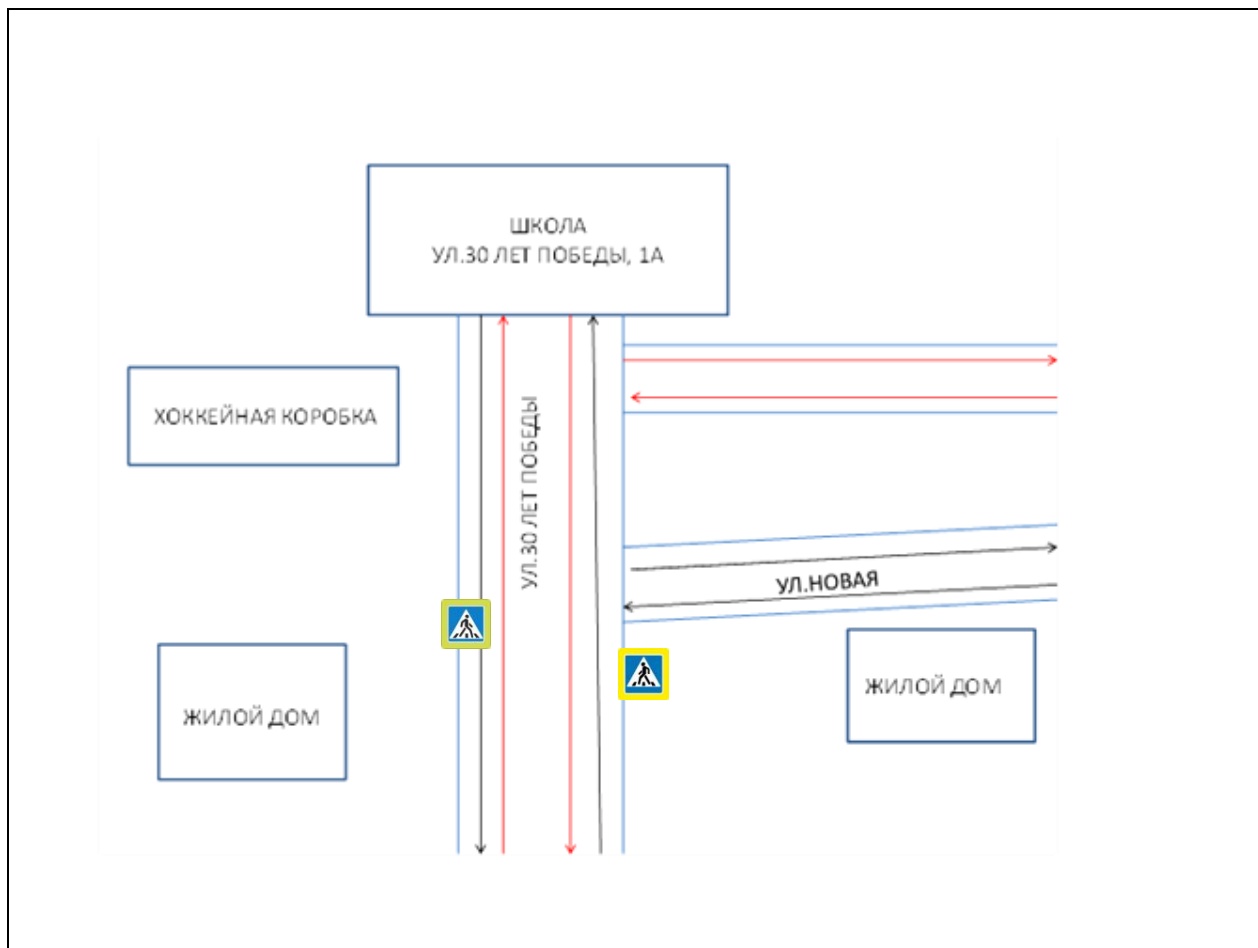 ШКОЛА
УЛ.30 ЛЕТ ПОБЕДЫ, 1А
ХОККЕЙНАЯ КОРОБКА
УЛ.30 ЛЕТ ПОБЕДЫ
УЛ.НОВАЯ
ЖИЛОЙ ДОМ
ЖИЛОЙ ДОМ